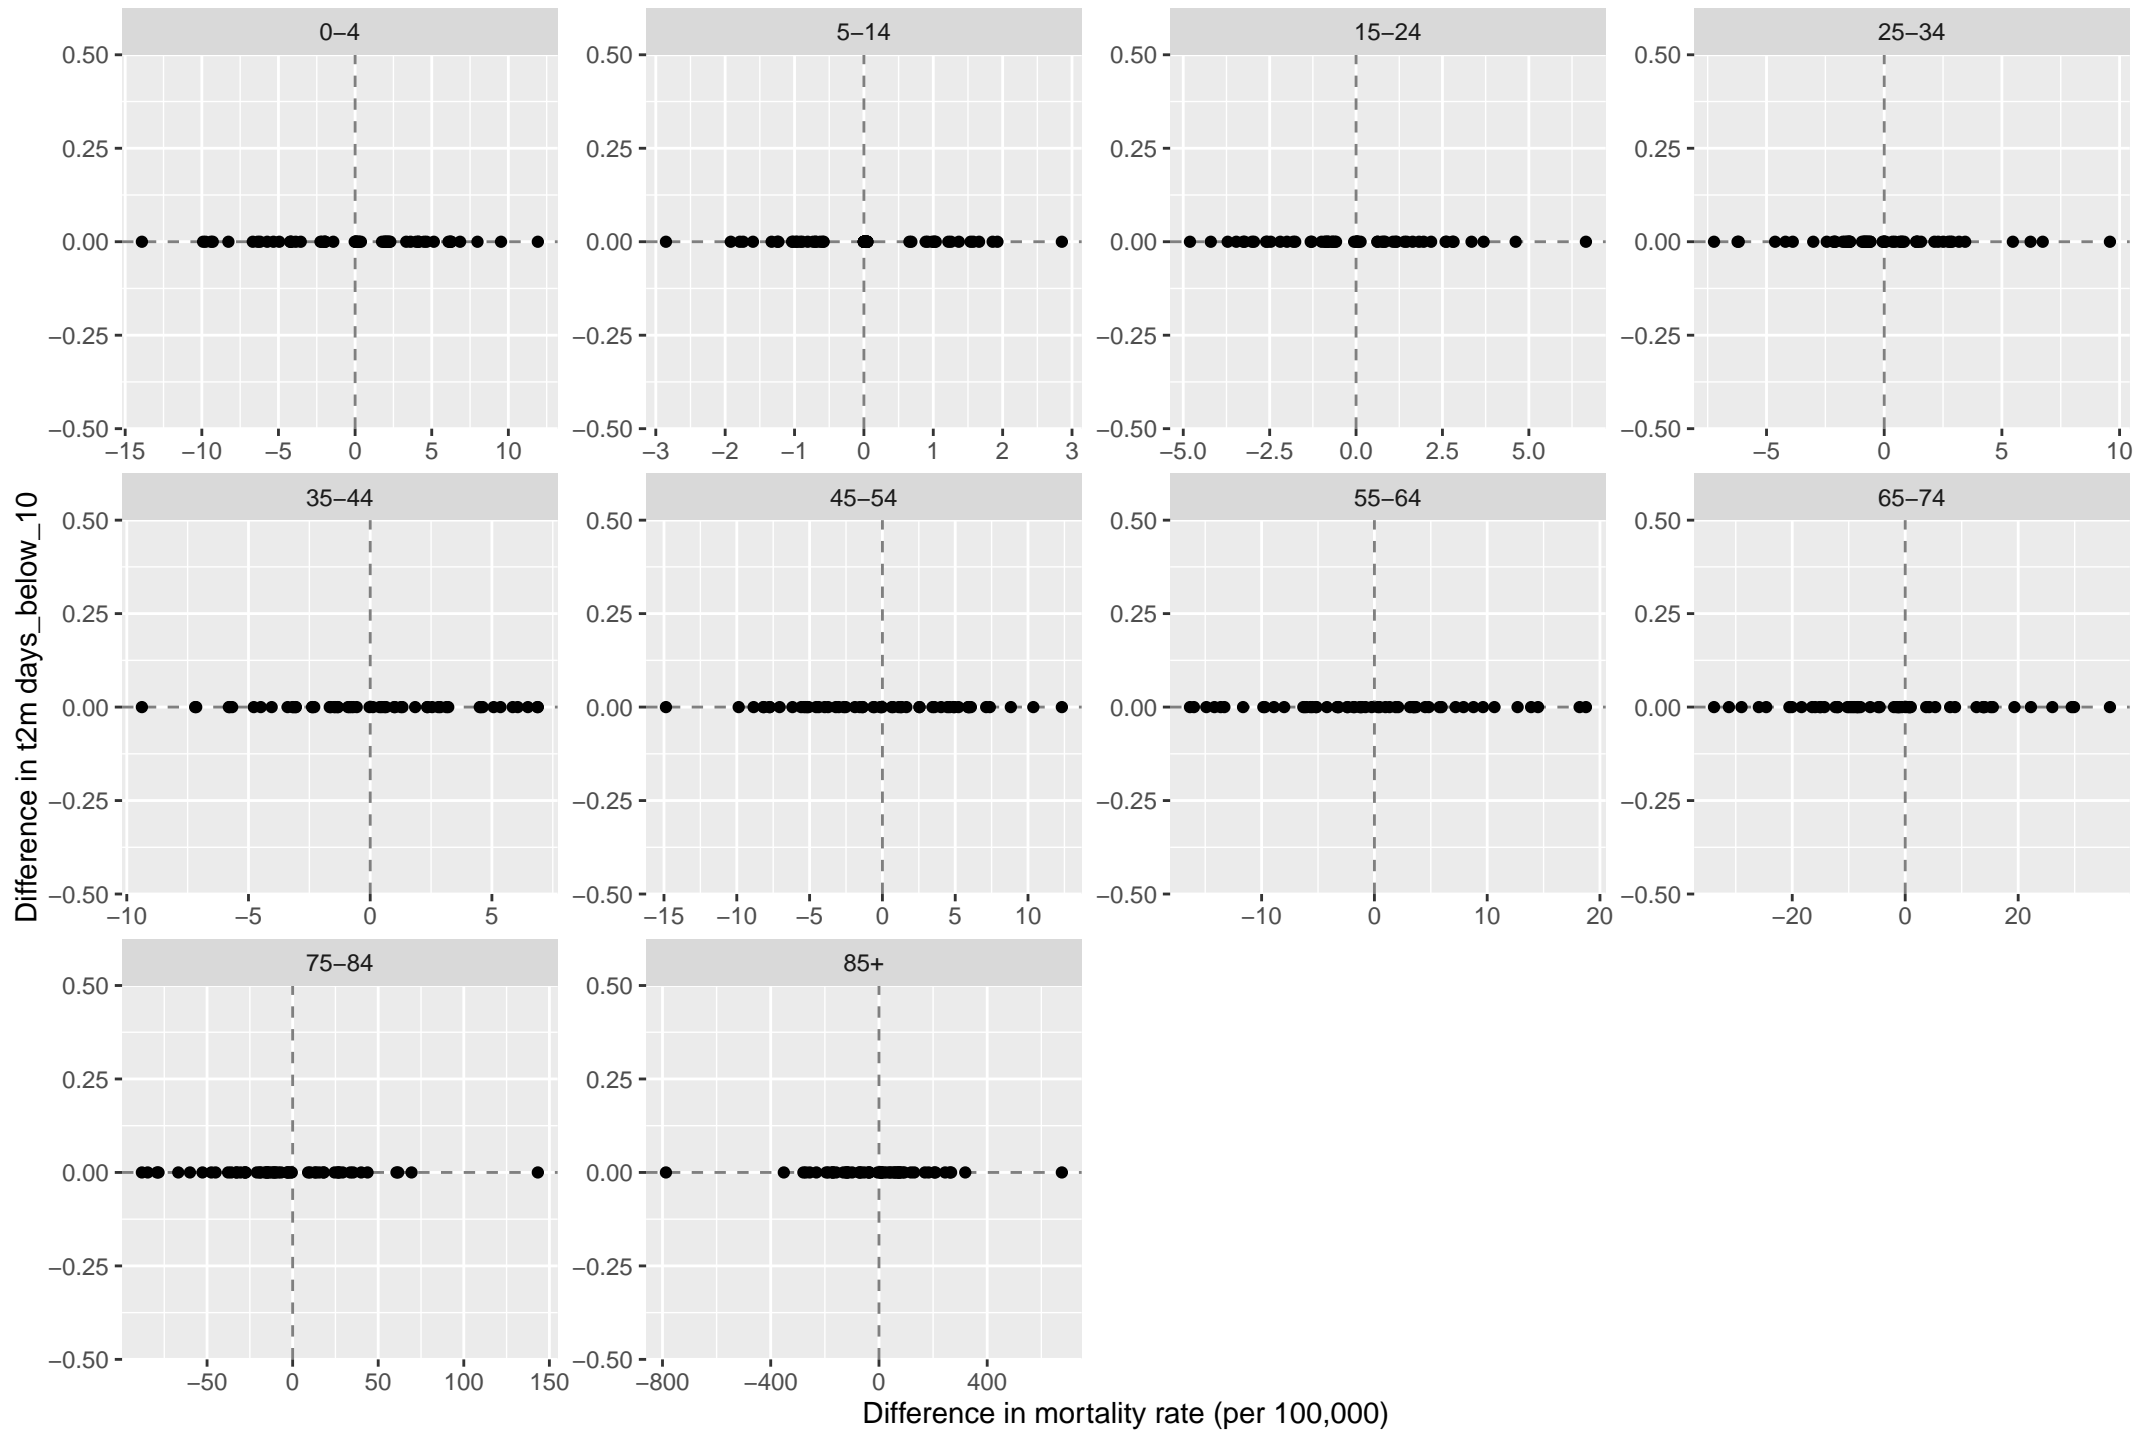 0–4 5–14 15–24 25–34
0.50 0.50 0.50 0.50
0.25 0.25 0.25 0.25
0.00 0.00 0.00 0.00
−0.25 −0.25 −0.25 −0.25
−0.50 −0.50 −0.50 −0.50
−15 −10 −5 0 5 10 −3 −2 −1 0 1 2 3 −5.0 −2.5 0.0 2.5 5.0 −5 0 5 10
35–44 45–54 55–64 65–74
0.50 0.50 0.50 0.50
0.25 0.25 0.25 0.25
0.00 0.00 0.00 0.00
−0.25 −0.25 −0.25 −0.25
−0.50 −0.50 −0.50 −0.50
−10 −5 0 5 −15 −10 −5 0 5 10 −10 0 10 20 −20 0 20
Difference in t2m days_below_10
75–84 85+
0.50 0.50
0.25 0.25
0.00 0.00
−0.25 −0.25
−0.50 −0.50
−50 0 50 100 150 −800 −400 0 400
Difference in mortality rate (per 100,000)